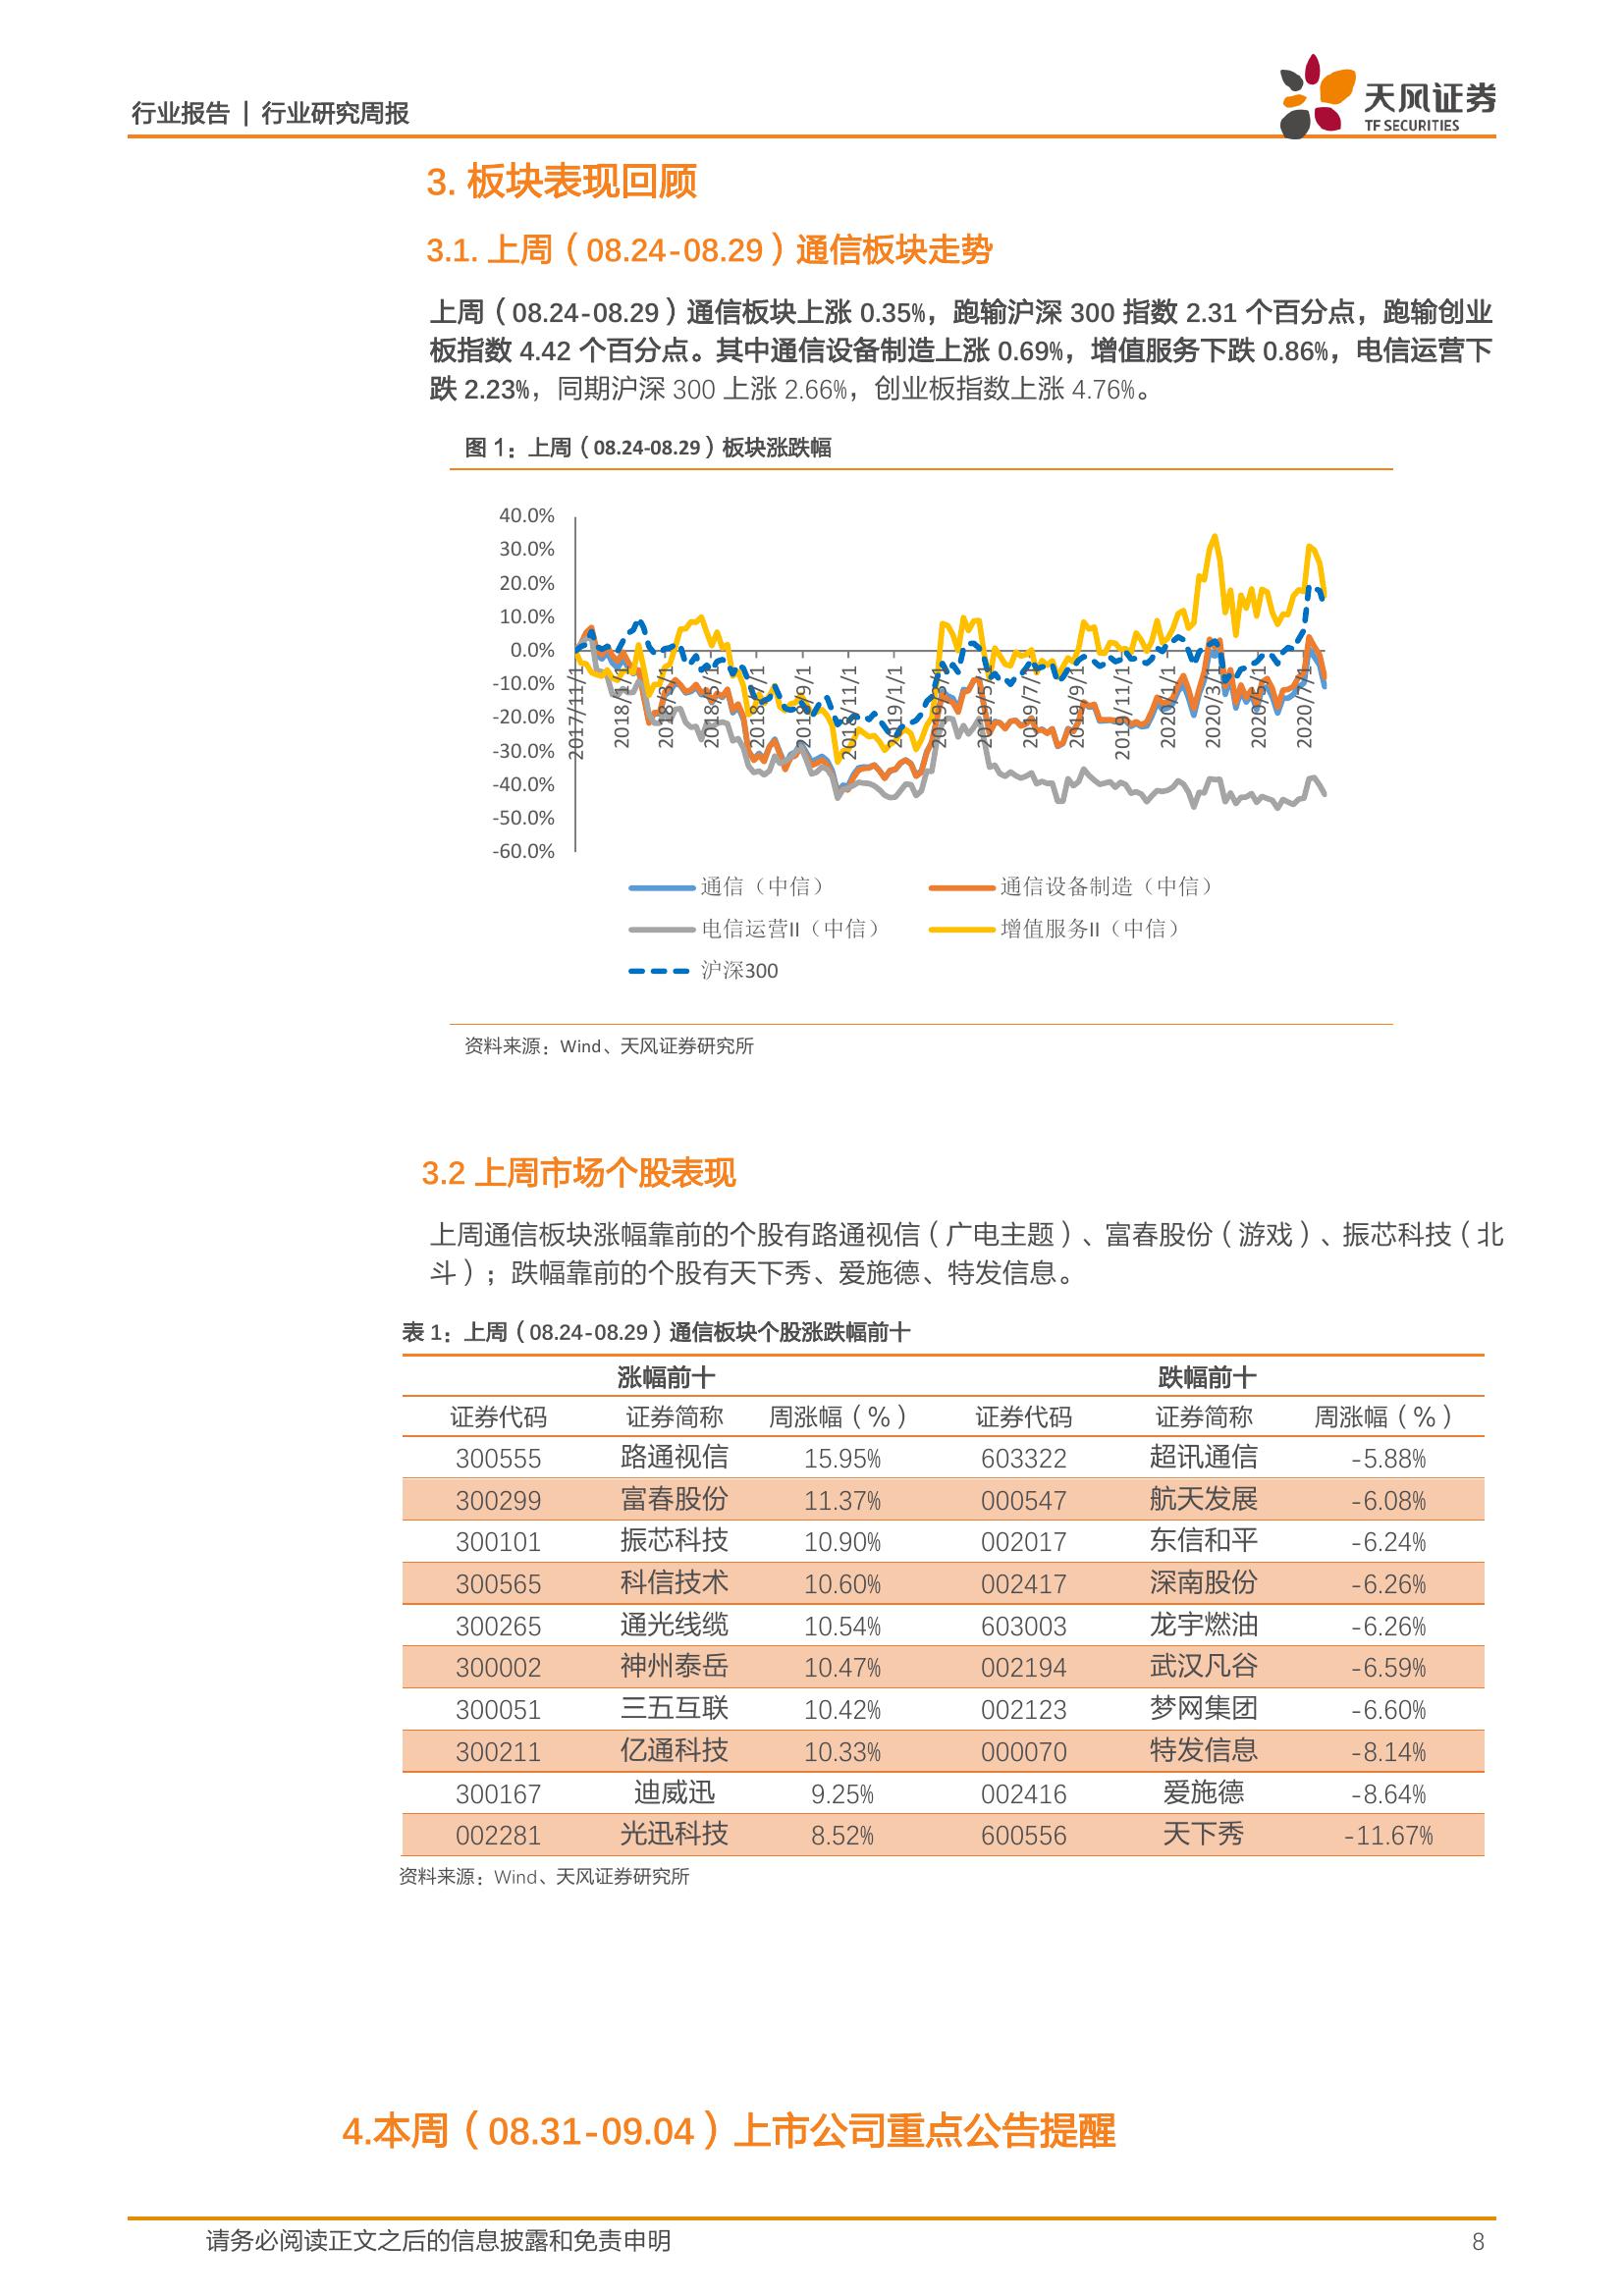 行业报告 | 行业研究周报
天风证券
TF SECURITIES
3. 板块表现回顾
3.1. 上周（08.24-08.29）通信板块走势
上周（08.24-08.29）通信板块上涨 0.35%，跑输沪深 300 指数 2.31 个百分点，跑输创业
板指数 4.42 个百分点。其中通信设备制造上涨 0.69%，增值服务下跌 0.86%，电信运营下
跌 2.23%，同期沪深 300 上涨 2.66%，创业板指数上涨 4.76%。
图 1：上周（08.24-08.29）板块涨跌幅
40.0%
30.0%
20.0%
10.0%
0.0%
-10.0%
-20.0%
-30.0%
-40.0%
-50.0%
-60.0%
2017/11/1
2018/1/1
2018/3/1
2018/5/1
2018/7/1
2018/9/1
2018/11/1
2019/1/1
2019/3/1
2019/5/1
2019/7/1
2019/9/1
2019/11/1
2020/1/1
2020/3/1
2020/5/1
2020/7/1
通信（中信） 通信设备制造（中信）
电信运营II（中信） 增值服务II（中信）
沪深300
资料来源：Wind、天风证券研究所
3.2 上周市场个股表现
上周通信板块涨幅靠前的个股有路通视信（广电主题）、富春股份（游戏）、振芯科技（北
斗）；跌幅靠前的个股有天下秀、爱施德、特发信息。
表 1：上周（08.24-08.29）通信板块个股涨跌幅前十
涨幅前十 跌幅前十
证券代码 证券简称 周涨幅（%） 证券代码 证券简称 周涨幅（%）
300555 路通视信 15.95% 603322 超讯通信 -5.88%
300299 富春股份 11.37% 000547 航天发展 -6.08%
300101 振芯科技 10.90% 002017 东信和平 -6.24%
300565 科信技术 10.60% 002417 深南股份 -6.26%
300265 通光线缆 10.54% 603003 龙宇燃油 -6.26%
300002 神州泰岳 10.47% 002194 武汉凡谷 -6.59%
300051 三五互联 10.42% 002123 梦网集团 -6.60%
300211 亿通科技 10.33% 000070 特发信息 -8.14%
300167 迪威迅 9.25% 002416 爱施德 -8.64%
002281 光迅科技 8.52% 600556 天下秀 -11.67%
资料来源：Wind、天风证券研究所
4.本周（08.31-09.04）上市公司重点公告提醒
请务必阅读正文之后的信息披露和免责申明 8